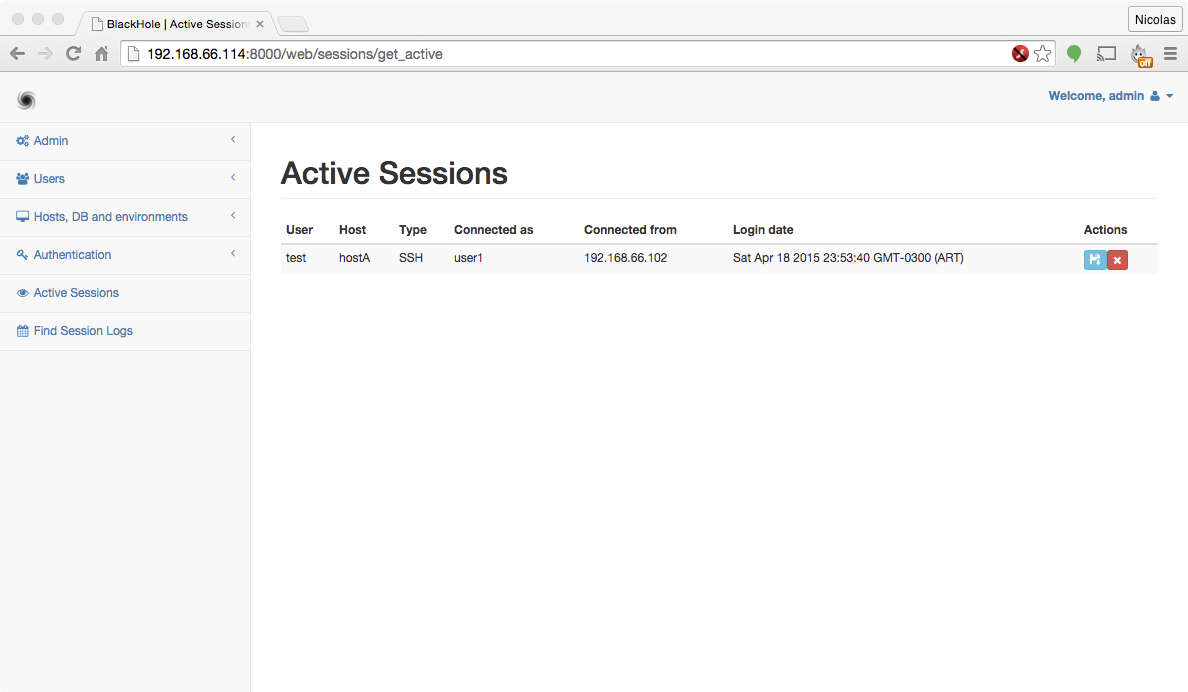 BlackHole | Active Session
Nicolas
192.168.66.114:8000/web/sessions/get_active
off
Welcome, admin
Admin
Users
Hosts, DB and environments
Authentication
Active Sessions
Find Session Logs
Active Sessions
User Host Type Connected as Connected from Login date Actions
test hostA SSH user1 192.168.66.102 Sat Apr 18 2015 23:53:40 GMT-0300 (ART)